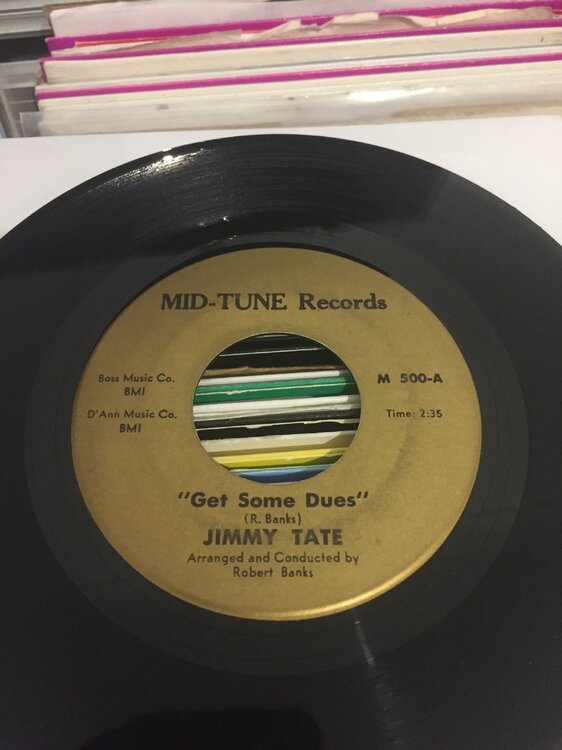 MID-TUNE Records
Boss Music Co.
BMI
D'Ann Music Co.
BMI
M 500-A
Time: 2:35
"Get Some Dues"
(R. Banks)
JIMMY TATE
Arranged and Conducted by
Robert Banks